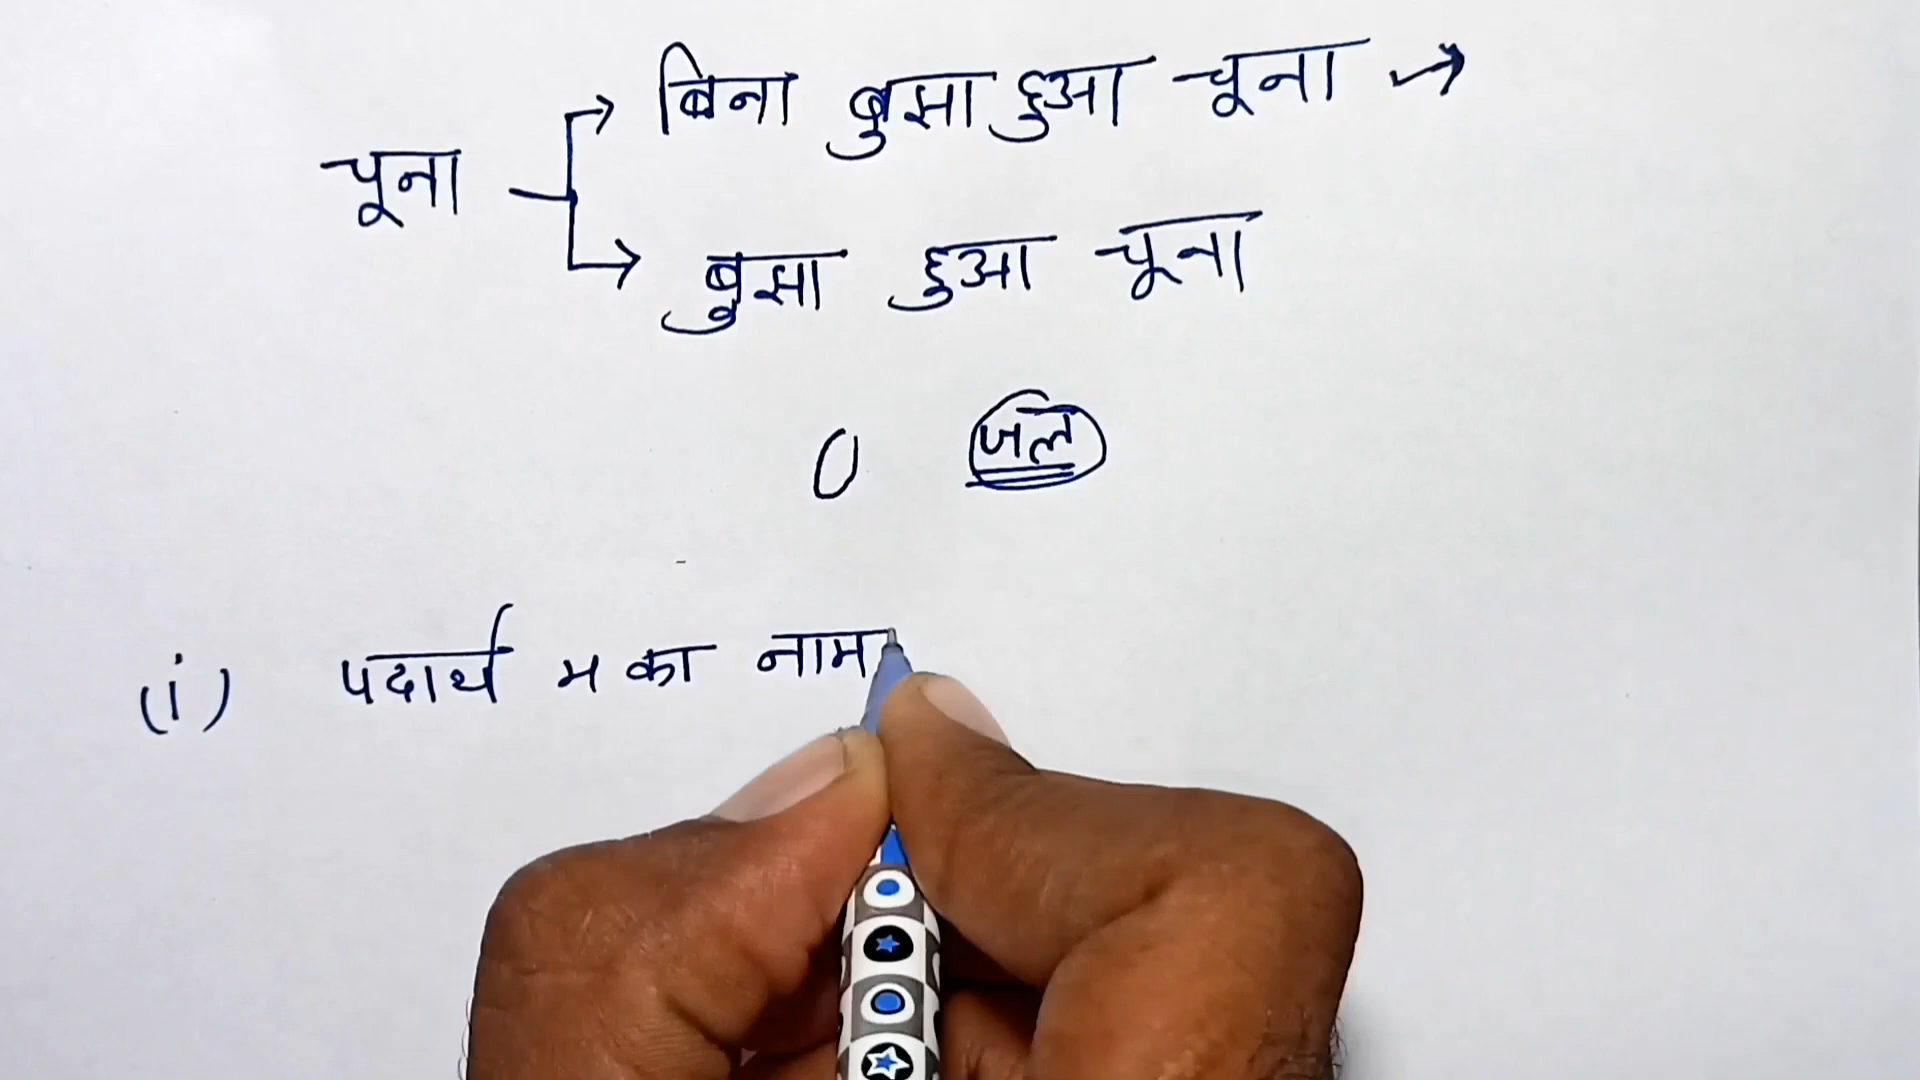 बिना बुसा हुआ चूना →
चूना
बुसा हुआ चूना
0 जल
(i) पदार्थ म का नाम